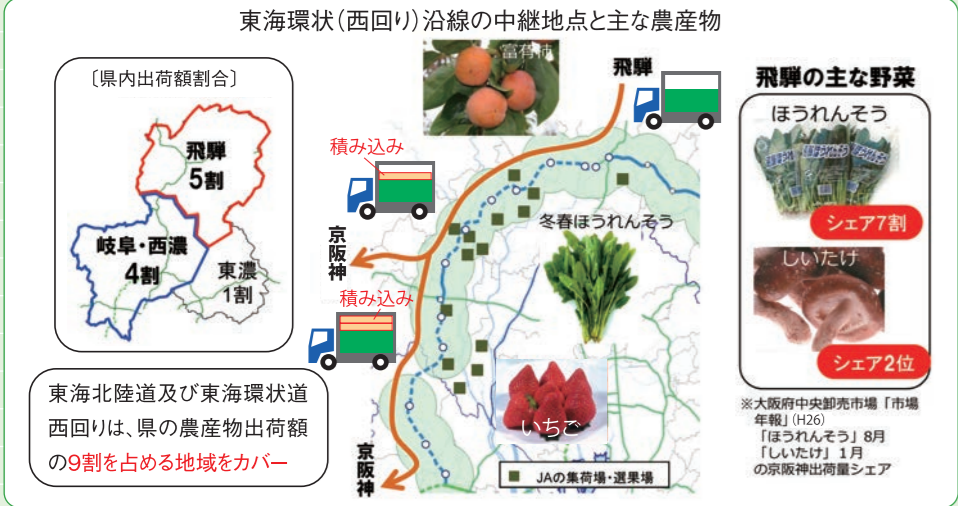 東海環状(西回り)沿線の中継地点と主な農産物
〔県内出荷額割合〕
飛騨
5割
岐阜・西濃
4割
東濃
1割
東海北陸道及び東海環状道
西回りは、県の農産物出荷額
の9割を占める地域をカバー
富有柿
飛騨
積み込み
京阪神
積み込み
京阪神
冬春ほうれんそう
いちご
JAの集荷場・選果場
飛騨の主な野菜
ほうれんそう
シェア7割
しいたけ
シェア2位
※大阪府中央卸売市場「市場
年報」(H26)
「ほうれんそう」8月
「しいたけ」1月
の京阪神出荷量シェア